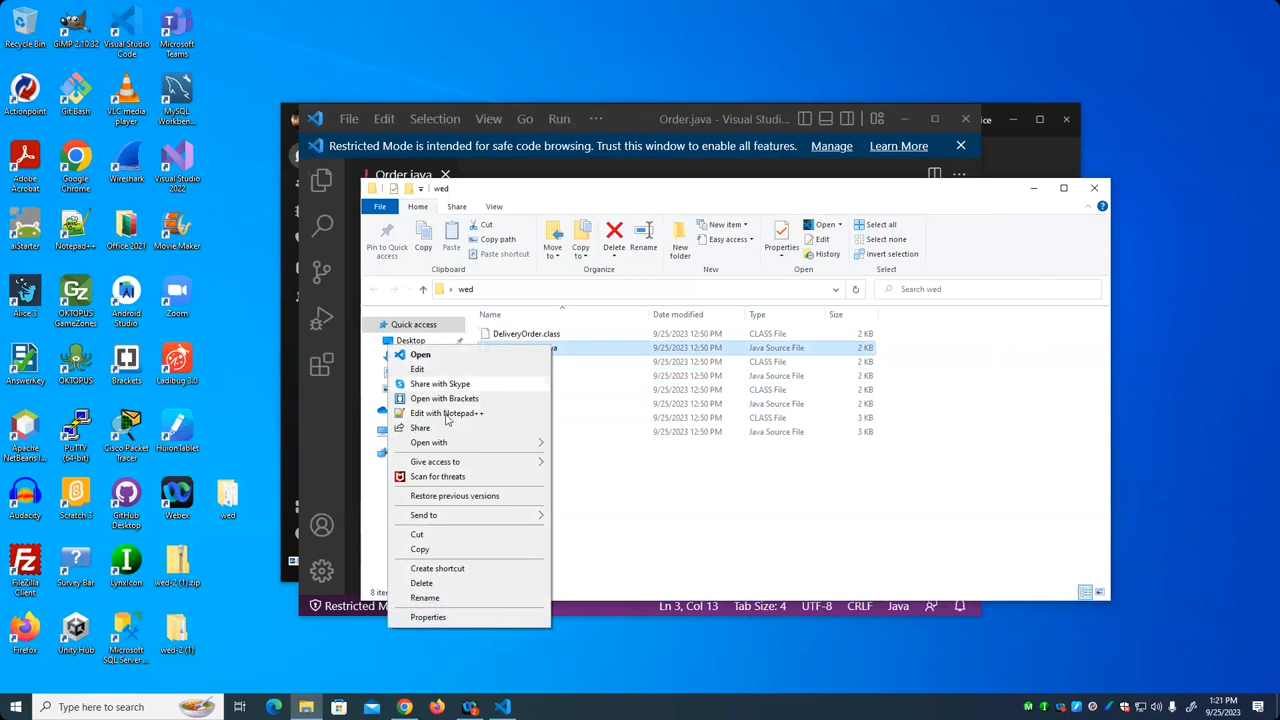 Recycle Bin
GIMP 2.10.32
Visual Studio
Code
Microsoft
Teams
Actionpoint
Git Bash
VLC media
player
MySQL
Workben...
Adobe
Acrobat
Google
Chrome
Wireshark
Visual Studio
2022
aiStarter
Notepad++
Office 2021
Movie Maker
Alice 3
OKTOPUS
GameZones
Android
Studio
Zoom
AnswerKey
OKTOPUS
Brackets
Ladibug 3.0
Apache
NetBeans I...
PuTTY
(64-bit)
Cisco Packet
Tracer
HuionTablet
Audacity
Scratch 3
GitHub
Desktop
Webex
wed
FileZilla
Client
Survey Bar
LynxIcon
wed-2 (1).zip
Firefox
Unity Hub
Microsoft
SQL Server ...
wed-2 (1)
File Edit Selection View Go Run ··· Order.java - Visual Studi...
ice
Restricted Mode is intended for safe code browsing. Trust this window to enable all features. Manage Learn More
Order.java
wed
File Home Share View
Pin to Quick
access
Copy
Paste
Cut
Copy path
Paste shortcut
Clipboard
Move
to
Copy
to
Delete
Rename
Organize
New
folder
New item
Easy access
New
Properties
Open
Edit
History
Open
Select all
Select none
Invert selection
Select
wed
Search wed
Name Date modified Type Size
Quick access
Desktop
DeliveryOrder.class 9/25/2023 12:50 PM CLASS File 2 KB
va 9/25/2023 12:50 PM Java Source File 2 KB
9/25/2023 12:50 PM CLASS File 2 KB
9/25/2023 12:50 PM Java Source File 2 KB
9/25/2023 12:50 PM CLASS File 2 KB
9/25/2023 12:50 PM Java Source File 2 KB
9/25/2023 12:50 PM CLASS File 3 KB
9/25/2023 12:50 PM Java Source File 3 KB
Open
Edit
Share with Skype
Open with Brackets
Edit with Notepad++
Share
Open with
Give access to
Scan for threats
Restore previous versions
Send to
Cut
Copy
Create shortcut
Delete
Rename
Properties
8 iter
Restricted M
Ln 3, Col 13 Tab Size: 4 UTF-8 CRLF Java
Type here to search
1:21 PM
9/25/2023